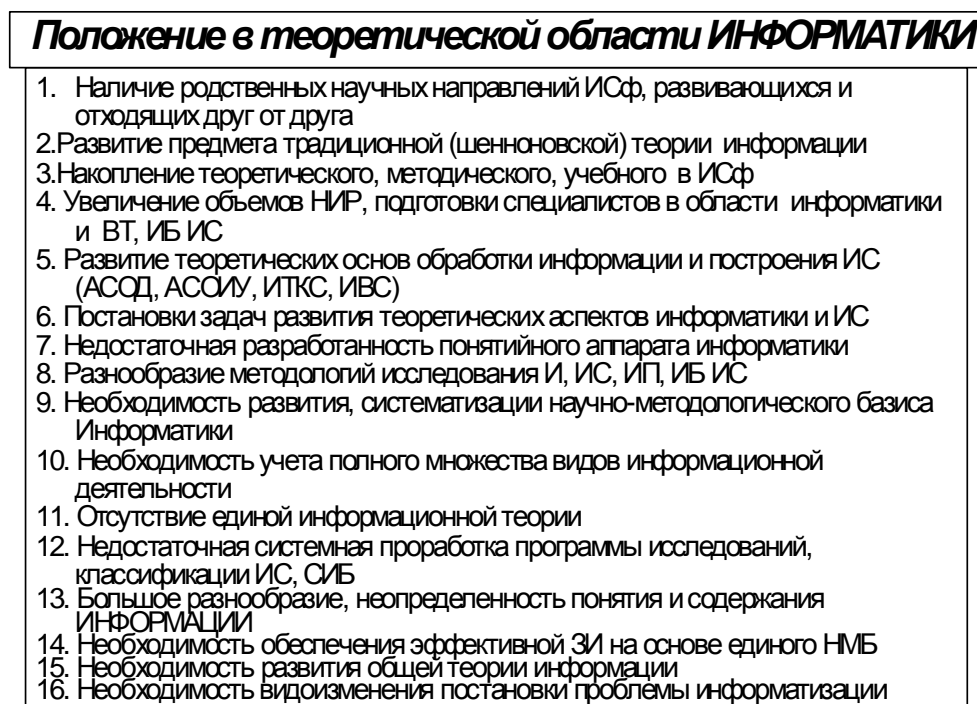 Положение в теоретической области ИНФОРМАТИКИ
1. Наличие родственных научных направлений ИСф, развивающихся и
отходящих друг от друга
2.Развитие предмета традиционной (шенноновской) теории информации
3.Накопление теоретического, методического, учебного в ИСф
4. Увеличение объемов НИР, подготовки специалистов в области информатики
и ВТ, ИБ ИС
5. Развитие теоретических основ обработки информации и построения ИС
(АСОД, АСОИУ, ИТКС, ИВС)
6. Постановки задач развития теоретических аспектов информатики и ИС
7. Недостаточная разработанность понятийного аппарата информатики
8. Разнообразие методологий исследования И, ИС, ИП, ИБ ИС
9. Необходимость развития, систематизации научно-методологического базиса
Информатики
10. Необходимость учета полного множества видов информационной
деятельности
11. Отсутствие единой информационной теории
12. Недостаточная системная проработка программы исследований,
классификации ИС, СИБ
13. Большое разнообразие, неопределенность понятия и содержания
ИНФОРМАЦИИ
14. Необходимость обеспечения эффективной ЗИ на основе единого НМБ
15. Необходимость развития общей теории информации
16. Необходимость видоизменения постановки проблемы информатизации